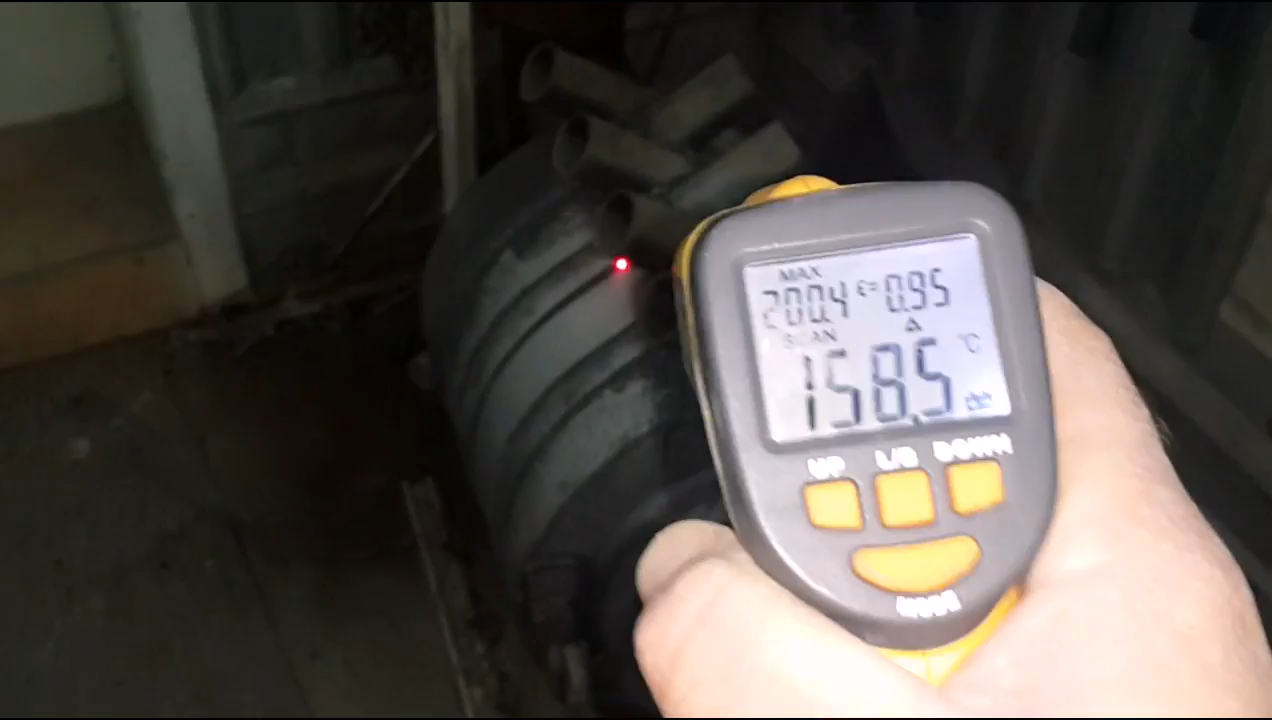 MAX
200.4 ε= 0.95
SCAN
158.5 °C
UP L/B DOWN